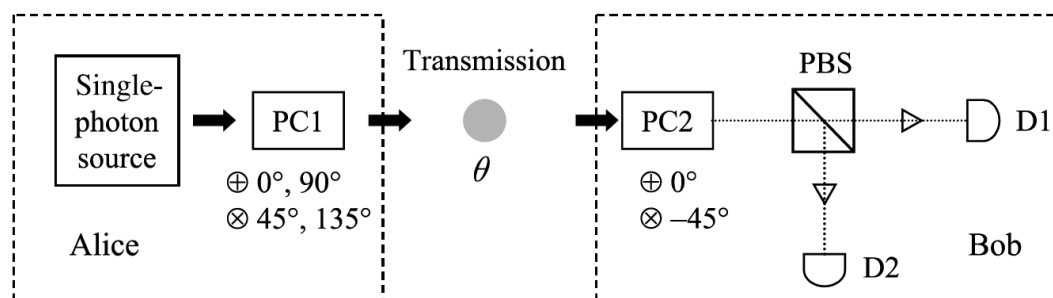 Single-
photon
source
PC1
⊕ 0°, 90°
⊗ 45°, 135°
Alice
Transmission
θ
PC2
⊕ 0°
⊗ –45°
PBS
D1
D2
Bob